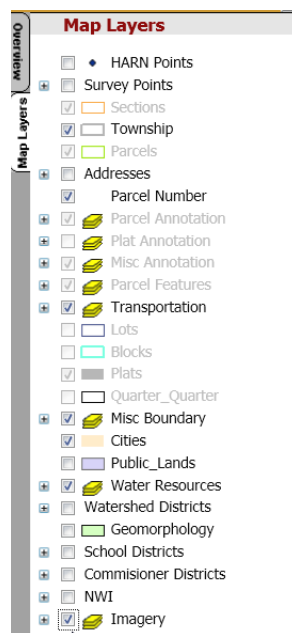 Overview
Map Layers
Map Layers
HARN Points
Survey Points
Sections
Township
Parcels
Addresses
Parcel Number
Parcel Annotation
Plat Annotation
Misc Annotation
Parcel Features
Transportation
Lots
Blocks
Plats
Quarter_Quarter
Misc Boundary
Cities
Public_Lands
Water Resources
Watershed Districts
Geomorphology
School Districts
Commisioner Districts
NWI
Imagery